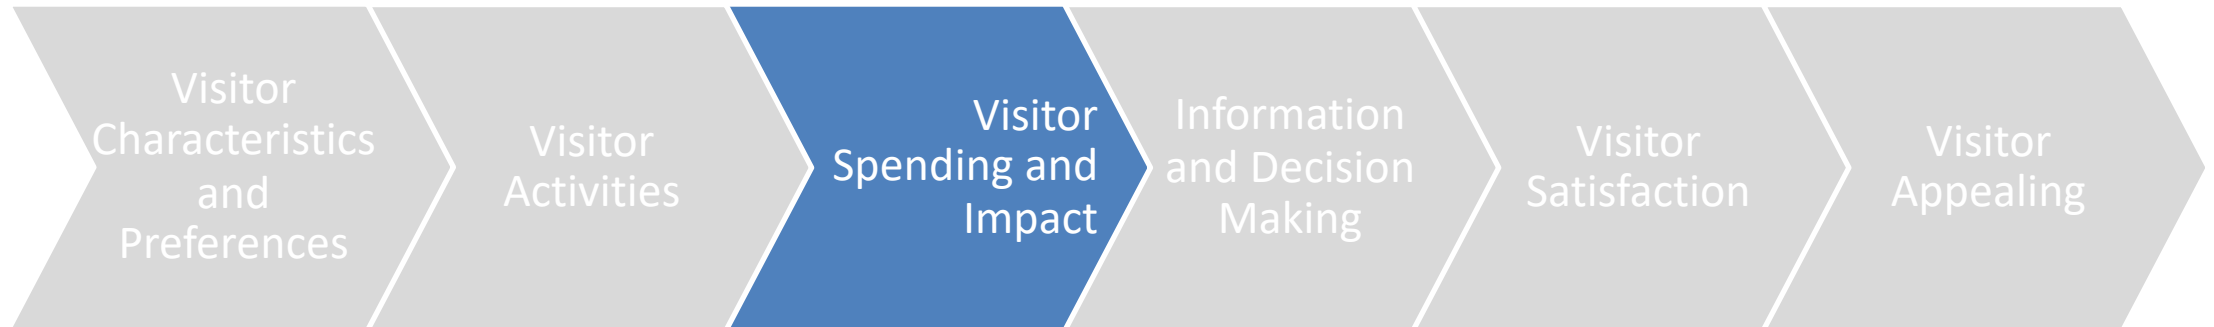 Visitor
Characteristics
and
Preferences
Visitor
Activities
Visitor
Spending and
Impact
Information
and Decision
Making
Visitor
Satisfaction
Visitor
Appealing